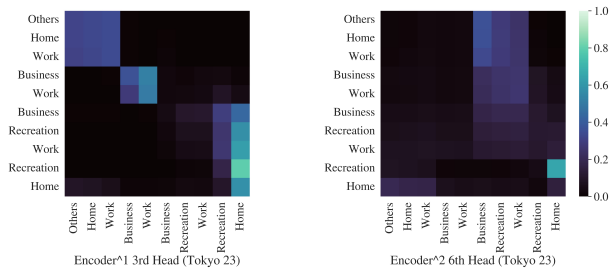 Others
Home
Work
Business
Work
Business
Recreation
Work
Recreation
Home
Others
Home
Work
Business
Work
Business
Recreation
Work
Recreation
Home
Encoder^1 3rd Head (Tokyo 23)
Others
Home
Work
Business
Work
Business
Recreation
Work
Recreation
Home
Others
Home
Work
Business
Work
Business
Recreation
Work
Recreation
Home
Encoder^2 6th Head (Tokyo 23)
1.0
0.8
0.6
0.4
0.2
0.0